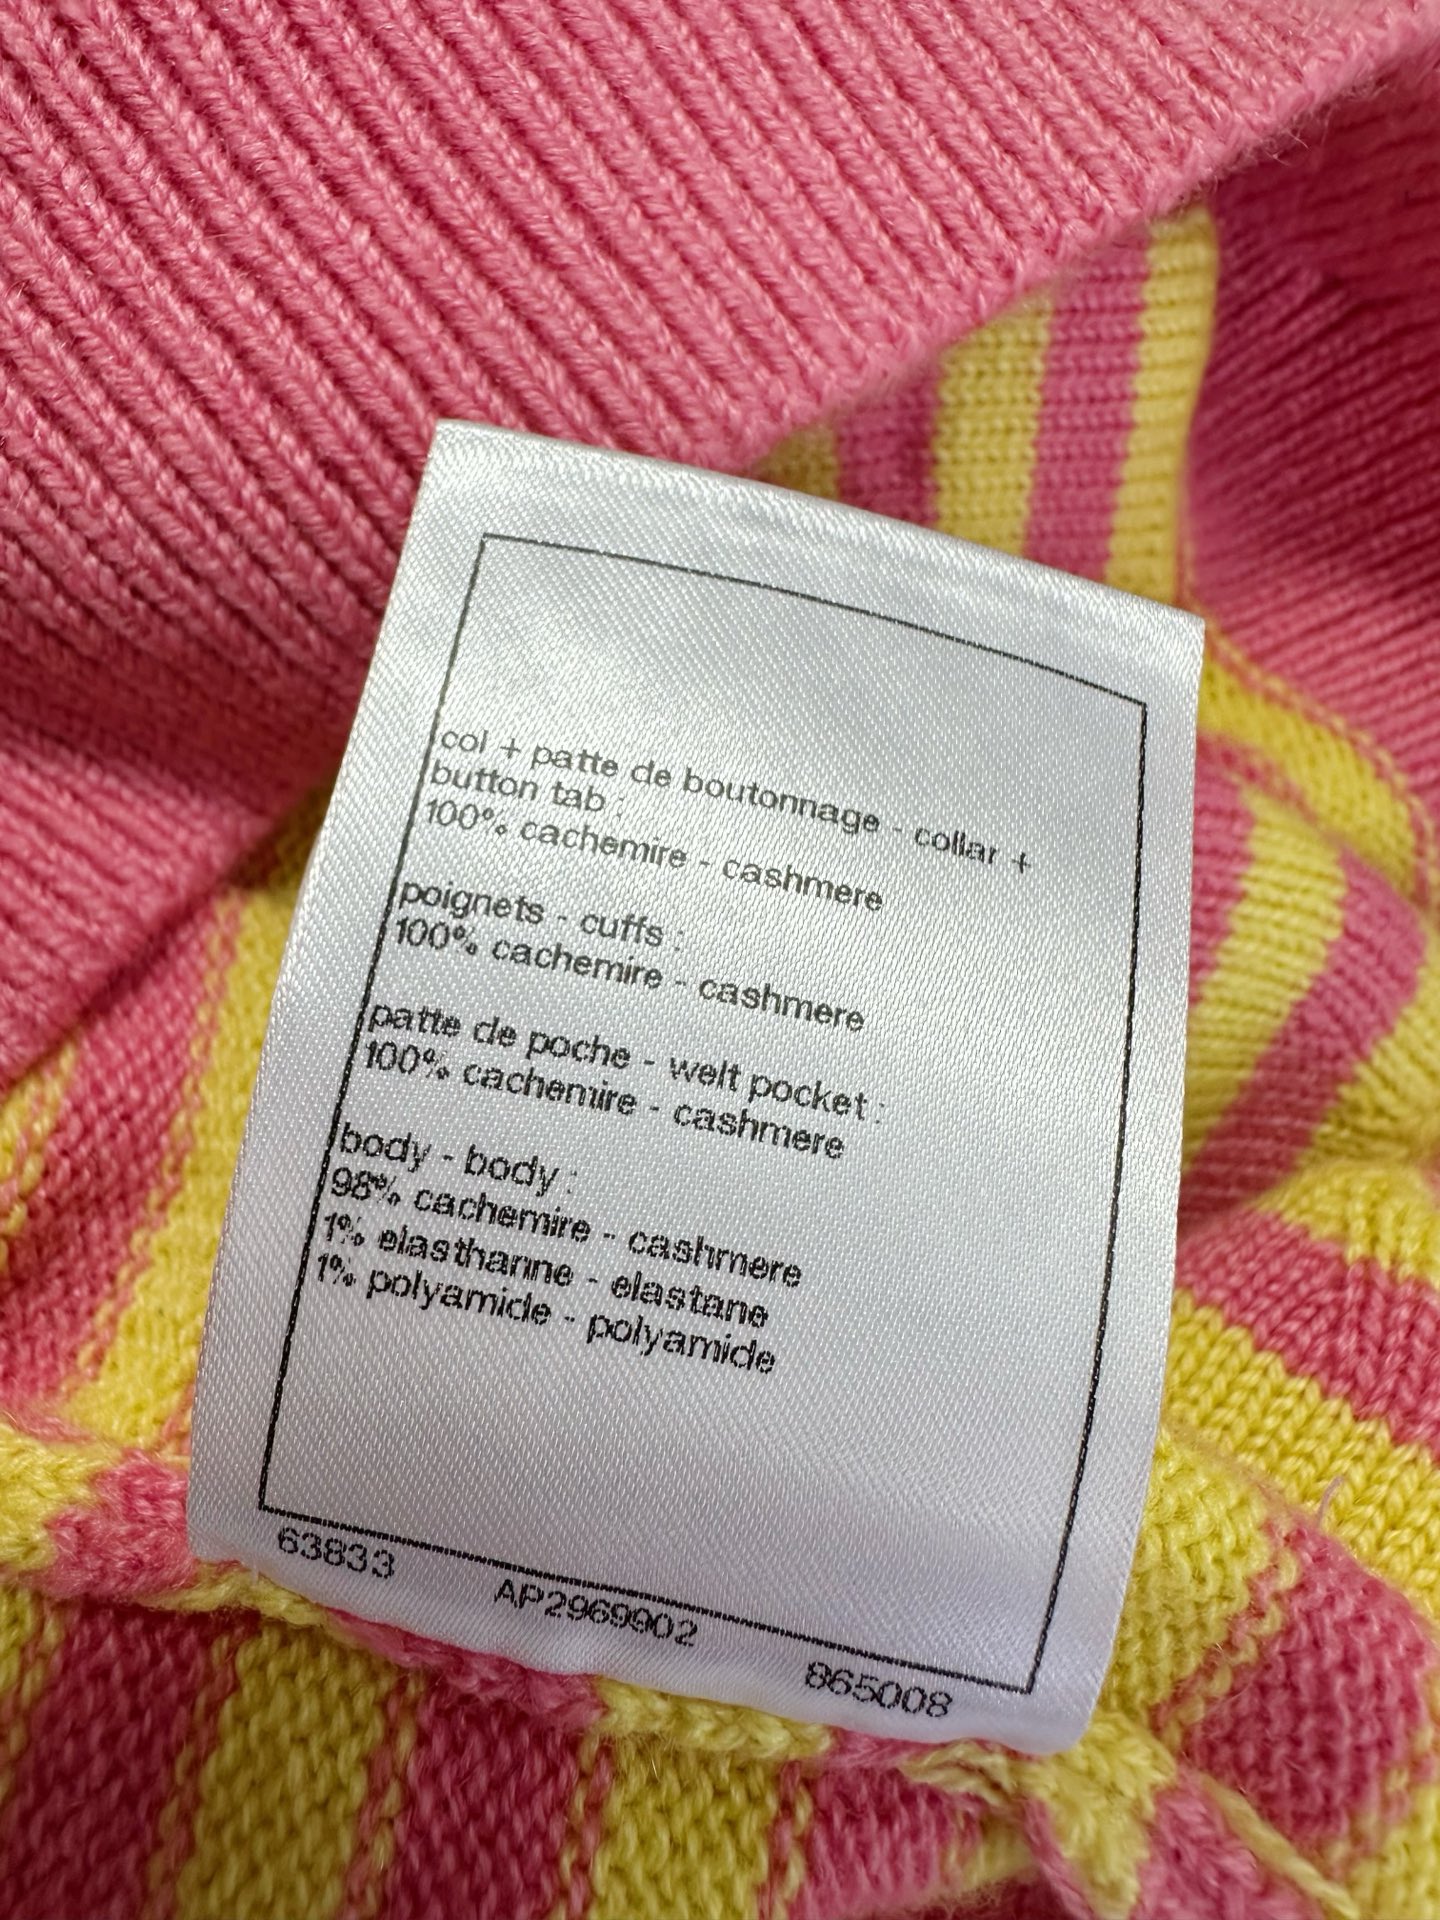 col + patte de boutonnage - collar +
button tab :
100% cachemire - cashmere
poignets - cuffs :
100% cachemire - cashmere
patte de poche - welt pocket :
100% cachemire - cashmere
body - body :
98% cachemire - cashmere
1% elasthanne - elastane
1% polyamide - polyamide
63833 AP2969902 865008